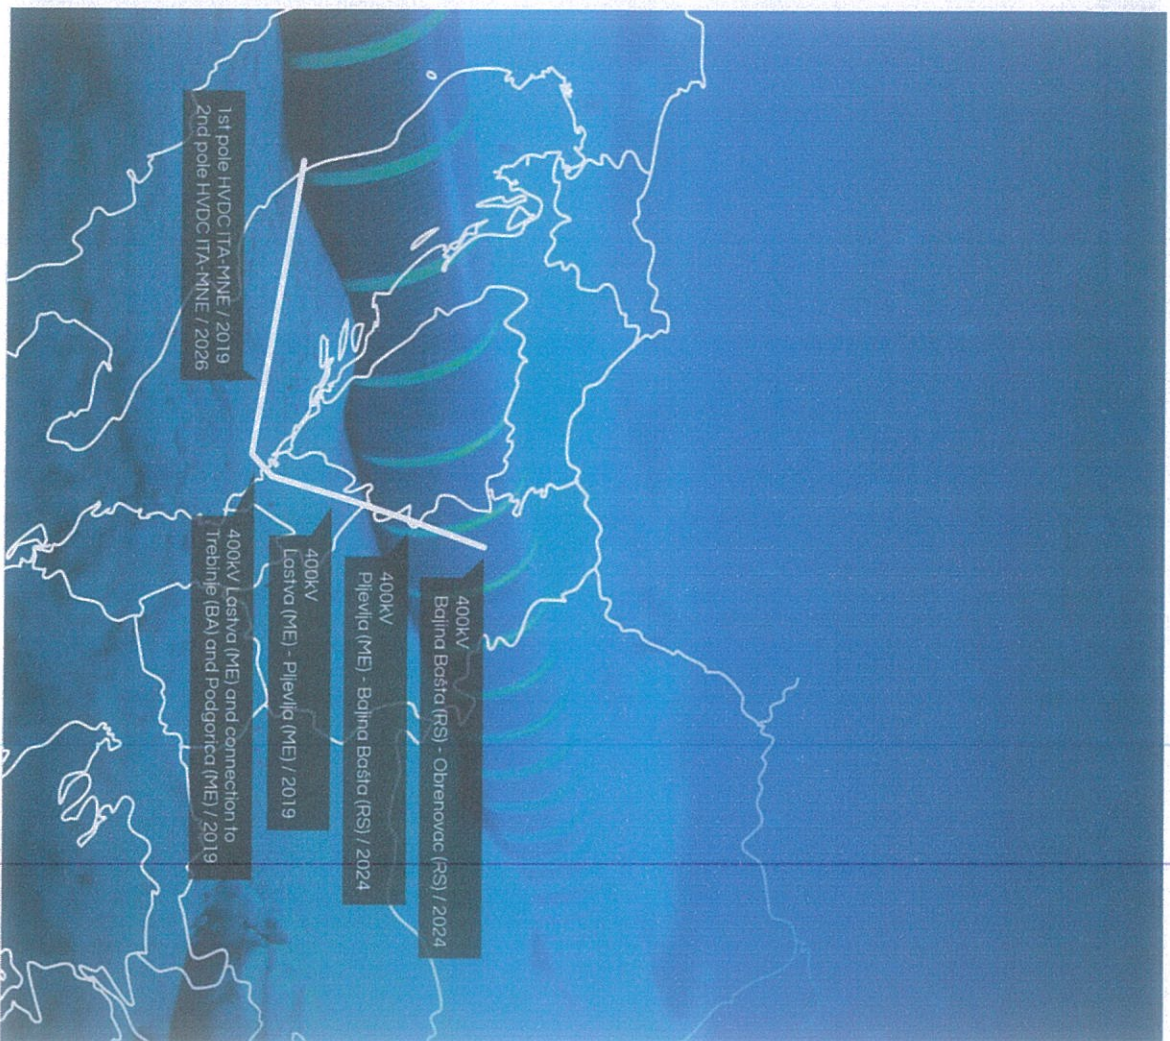 400kV
Bajina Bašta (RS) - Obrenovac (RS) / 2024
400kV
Pljevlja (ME) - Bajina Bašta (RS) / 2024
400kV
Lastva (ME) - Pljevlja (ME) / 2019
400kV Lastva (ME) and connection to
Trebinje (BA) and Podgorica (ME) / 2019
1st pole HVDC ITA-MNE / 2019
2nd pole HVDC ITA-MNE / 2026